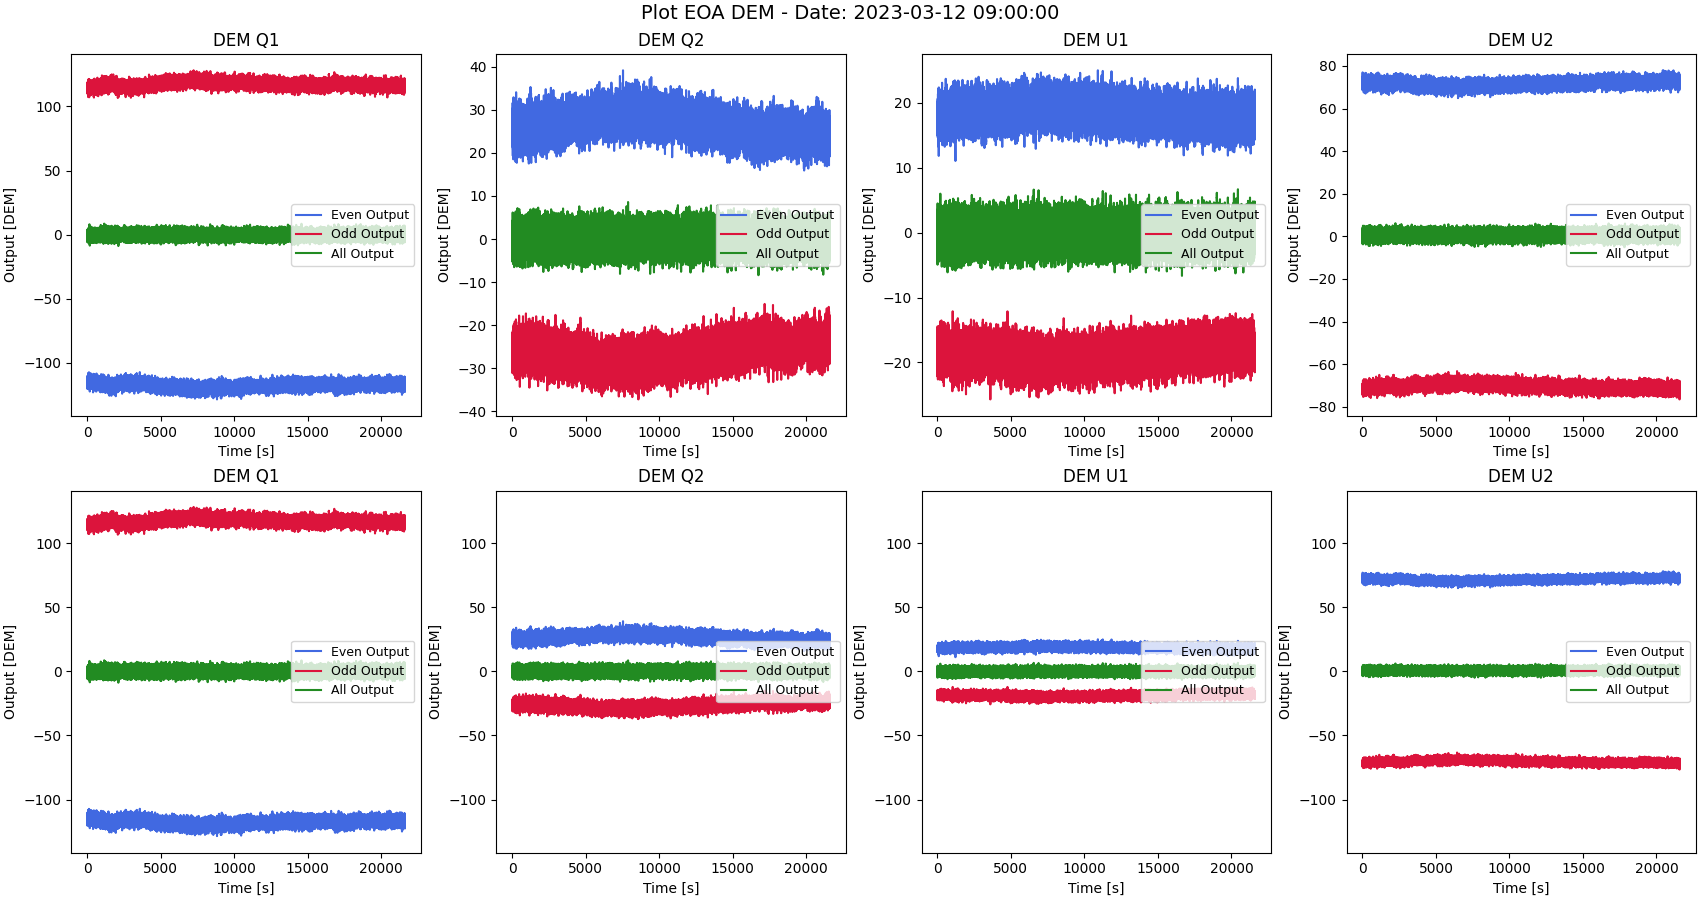 Plot EOA DEM - Date: 2023-03-12 09:00:00
DEM Q1
Output [DEM]
100
50
0
−50
−100
Even Output
Odd Output
All Output
0 5000 10000 15000 20000
Time [s]
DEM Q2
Output [DEM]
40
30
20
10
0
−10
−20
−30
−40
Even Output
Odd Output
All Output
0 5000 10000 15000 20000
Time [s]
DEM U1
Output [DEM]
20
10
0
−10
−20
Even Output
Odd Output
All Output
0 5000 10000 15000 20000
Time [s]
DEM U2
Output [DEM]
80
60
40
20
0
−20
−40
−60
−80
Even Output
Odd Output
All Output
0 5000 10000 15000 20000
Time [s]
DEM Q1
Output [DEM]
100
50
0
−50
−100
Even Output
Odd Output
All Output
0 5000 10000 15000 20000
Time [s]
DEM Q2
Output [DEM]
100
50
0
−50
−100
Even Output
Odd Output
All Output
0 5000 10000 15000 20000
Time [s]
DEM U1
Output [DEM]
100
50
0
−50
−100
Even Output
Odd Output
All Output
0 5000 10000 15000 20000
Time [s]
DEM U2
Output [DEM]
100
50
0
−50
−100
Even Output
Odd Output
All Output
0 5000 10000 15000 20000
Time [s]